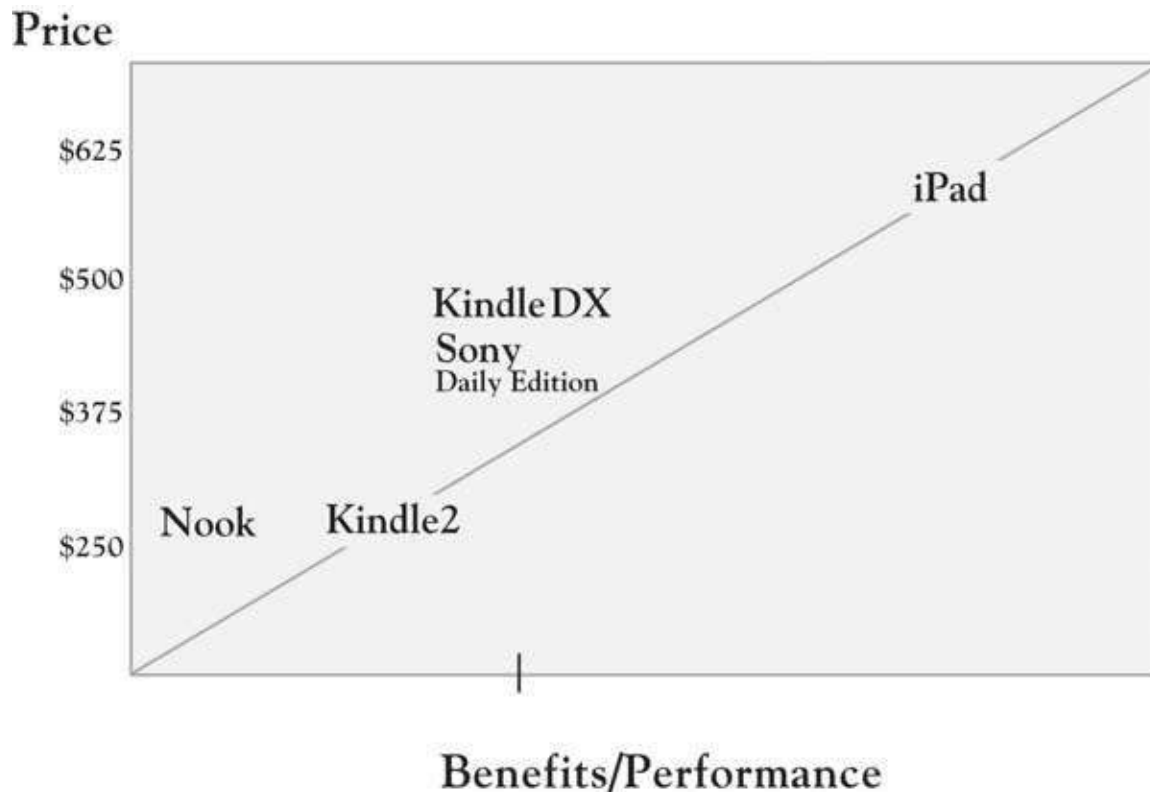 Price
$625
iPad
$500
Kindle DX
Sony
Daily Edition
$375
Nook
Kindle2
$250
Benefits/Performance